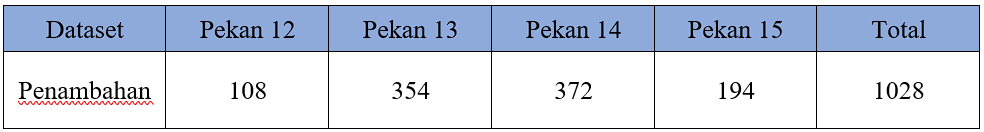 Dataset Pekan 12 Pekan 13 Pekan 14 Pekan 15 Total
Penambahan 108 354 372 194 1028